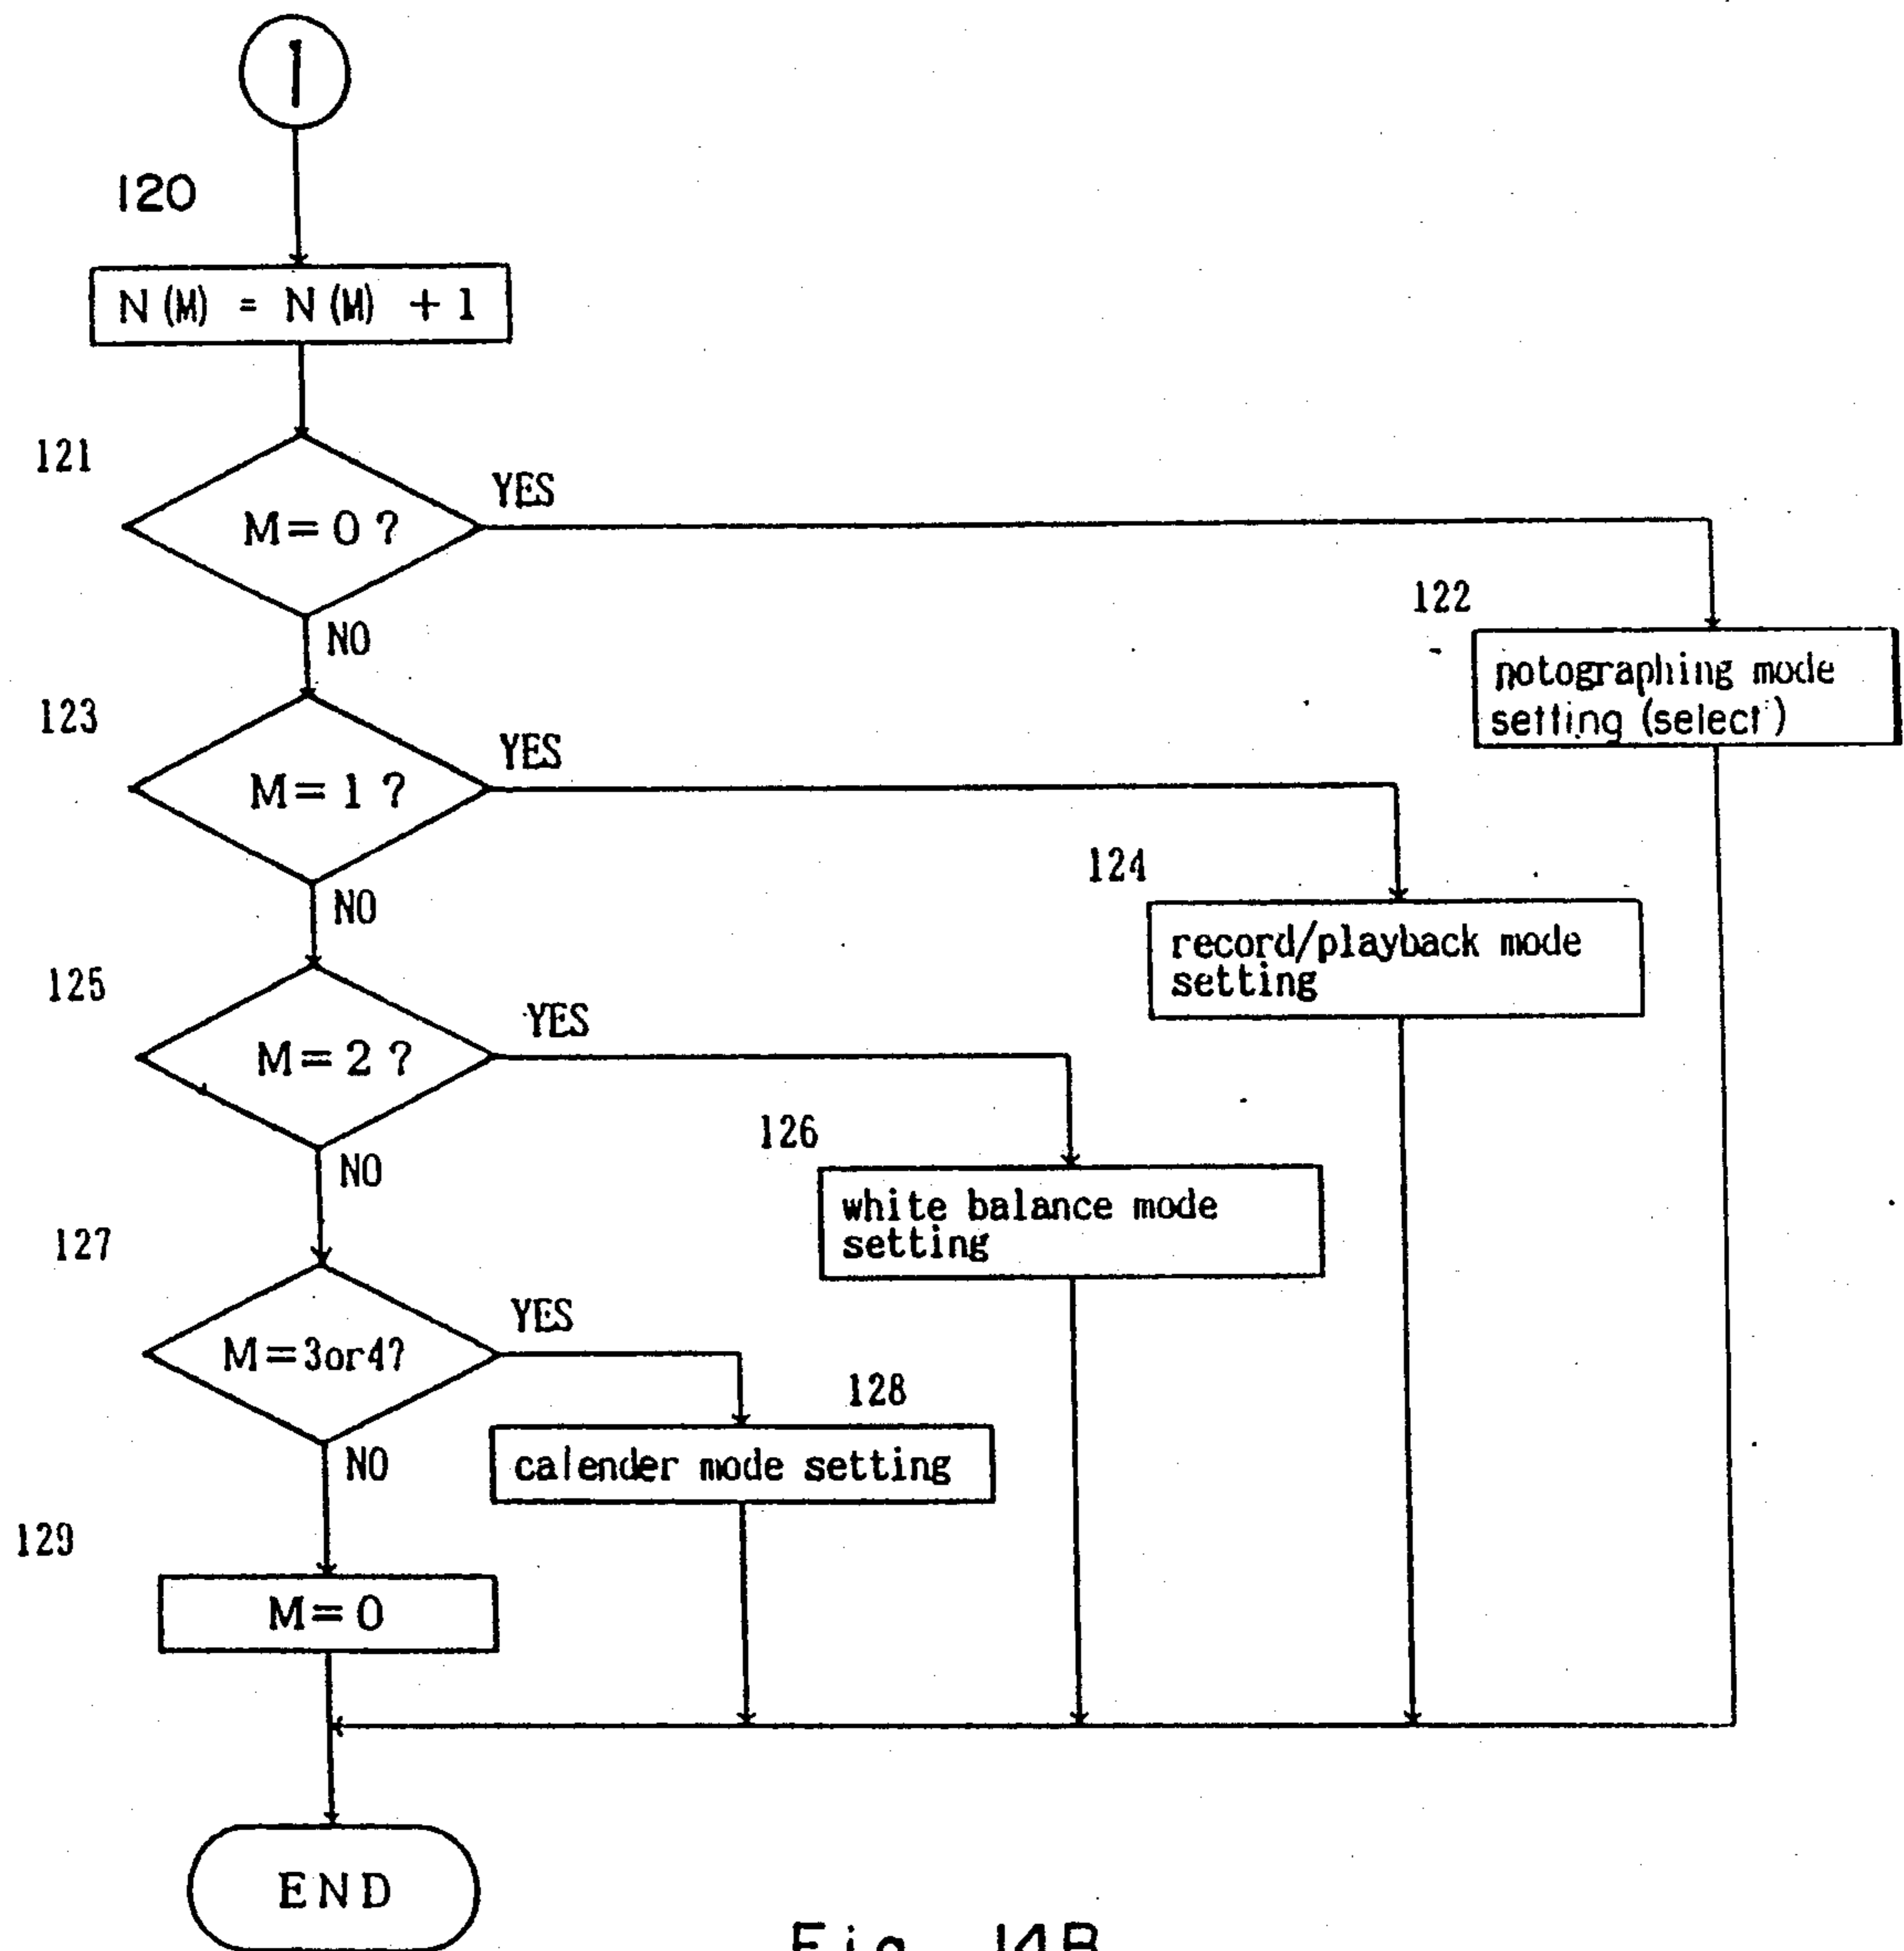 1
120
N(M) = N(M) + 1
121
M=0?
YES
NO
122
notographing mode
setting (select)
123
M=1?
YES
NO
124
record/playback mode
setting
125
M=2?
YES
NO
126
white balance mode
setting
127
M=3or4?
YES
NO
128
calender mode setting
129
M=0
END
Fig. 14B